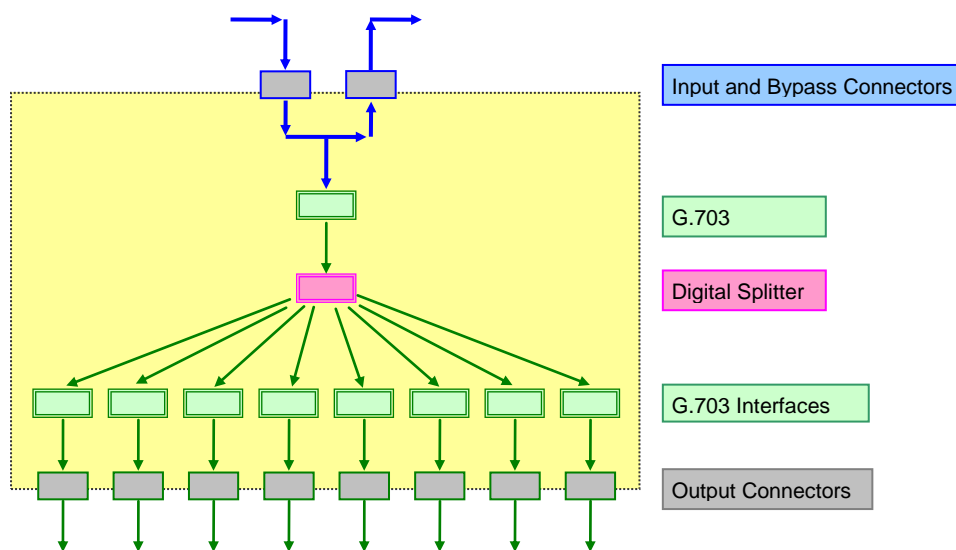 Input and Bypass Connectors
G.703
Digital Splitter
G.703 Interfaces
Output Connectors